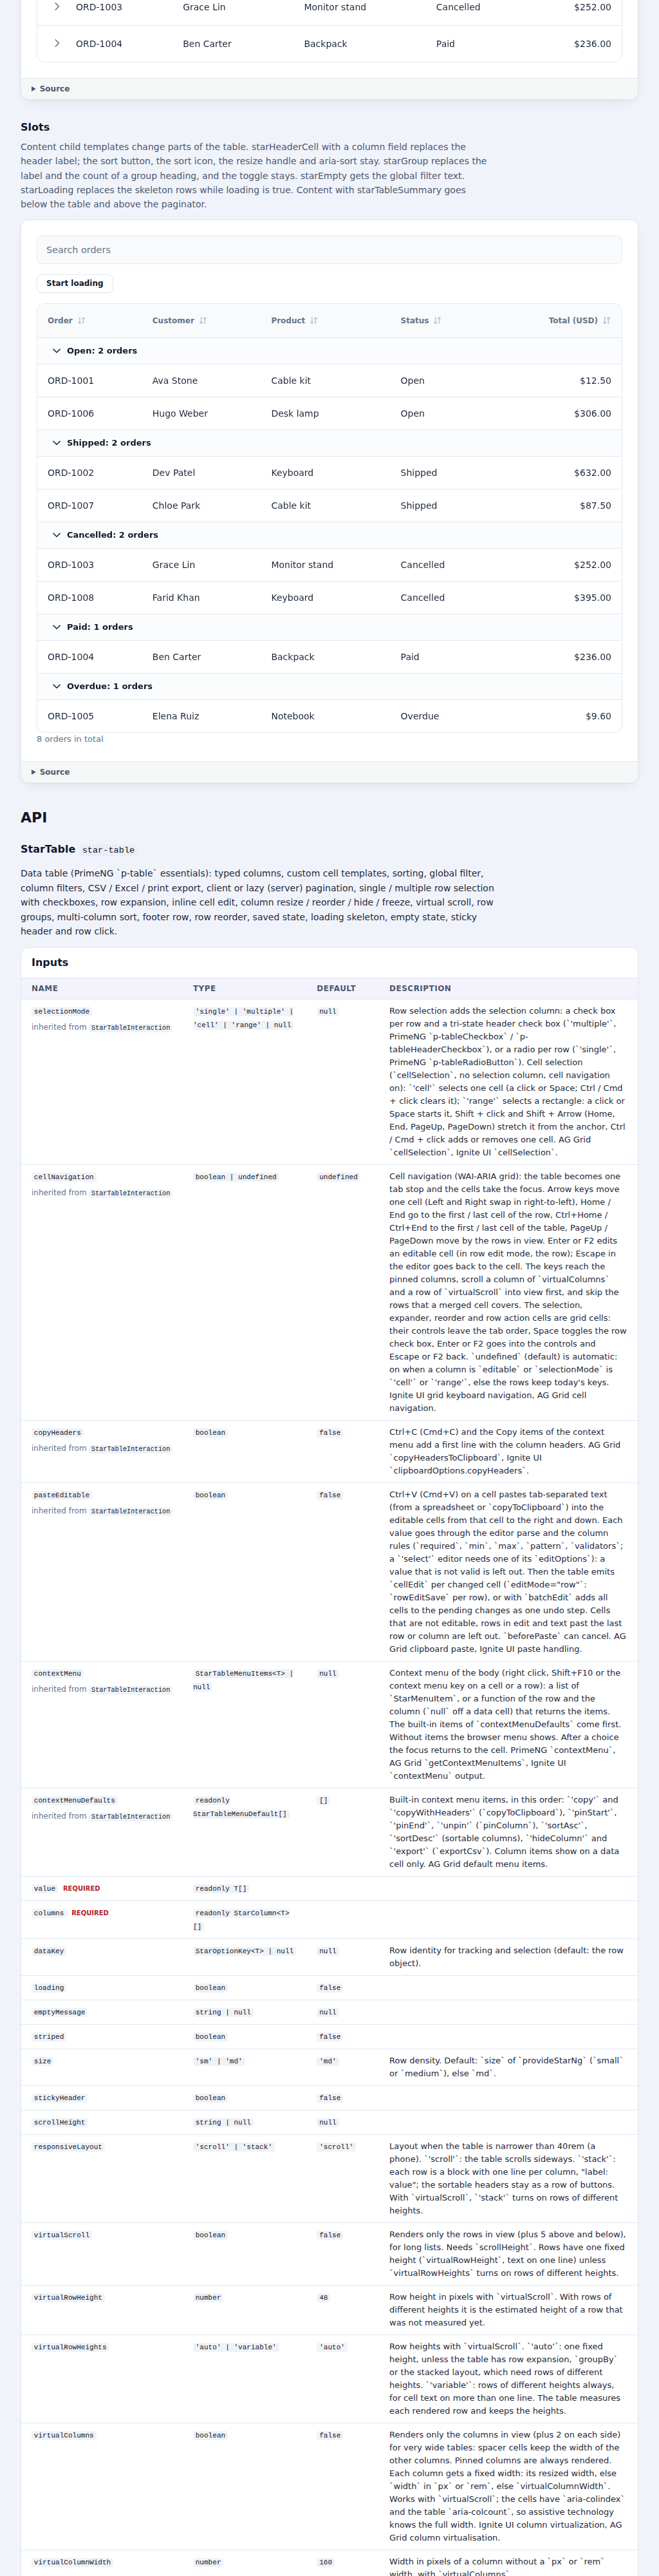 ORD-1003 Grace Lin Monitor stand Cancelled $252.00
ORD-1004 Ben Carter Backpack Paid $236.00
Source
Slots
Content child templates change parts of the table. starHeaderCell with a column field replaces the
header label; the sort button, the sort icon, the resize handle and aria-sort stay. starGroup replaces the
label and the count of a group heading, and the toggle stays. starEmpty gets the global filter text.
starLoading replaces the skeleton rows while loading is true. Content with starTableSummary goes
below the table and above the paginator.
Search orders
Start loading
Order Customer Product Status Total (USD)
Open: 2 orders
ORD-1001 Ava Stone Cable kit Open $12.50
ORD-1006 Hugo Weber Desk lamp Open $306.00
Shipped: 2 orders
ORD-1002 Dev Patel Keyboard Shipped $632.00
ORD-1007 Chloe Park Cable kit Shipped $87.50
Cancelled: 2 orders
ORD-1003 Grace Lin Monitor stand Cancelled $252.00
ORD-1008 Farid Khan Keyboard Cancelled $395.00
Paid: 1 orders
ORD-1004 Ben Carter Backpack Paid $236.00
Overdue: 1 orders
ORD-1005 Elena Ruiz Notebook Overdue $9.60
8 orders in total
Source
API
StarTable star-table
Data table (PrimeNG `p-table` essentials): typed columns, custom cell templates, sorting, global filter,
column filters, CSV / Excel / print export, client or lazy (server) pagination, single / multiple row selection
with checkboxes, row expansion, inline cell edit, column resize / reorder / hide / freeze, virtual scroll, row
groups, multi-column sort, footer row, row reorder, saved state, loading skeleton, empty state, sticky
header and row click.
Inputs
NAME TYPE DEFAULT DESCRIPTION
selectionMode 'single' | 'multiple' | null Row selection adds the selection column: a check box
inherited from StarTableInteraction 'cell' | 'range' | null per row and a tri-state header check box (`'multiple'`,
PrimeNG `p-tableCheckbox` / `p-
tableHeaderCheckbox`), or a radio per row (`'single'`,
PrimeNG `p-tableRadioButton`). Cell selection
(`cellSelection`, no selection column, cell navigation
on): `'cell'` selects one cell (a click or Space; Ctrl / Cmd
+ click clears it); `'range'` selects a rectangle: a click or
Space starts it, Shift + click and Shift + Arrow (Home,
End, PageUp, PageDown) stretch it from the anchor, Ctrl
/ Cmd + click adds or removes one cell. AG Grid
`cellSelection`, Ignite UI `cellSelection`.
cellNavigation boolean | undefined undefined Cell navigation (WAI-ARIA grid): the table becomes one
inherited from StarTableInteraction tab stop and the cells take the focus. Arrow keys move
one cell (Left and Right swap in right-to-left), Home /
End go to the first / last cell of the row, Ctrl+Home /
Ctrl+End to the first / last cell of the table, PageUp /
PageDown move by the rows in view. Enter or F2 edits
an editable cell (in row edit mode, the row); Escape in
the editor goes back to the cell. The keys reach the
pinned columns, scroll a column of `virtualColumns`
and a row of `virtualScroll` into view first, and skip the
rows that a merged cell covers. The selection,
expander, reorder and row action cells are grid cells:
their controls leave the tab order, Space toggles the row
check box, Enter or F2 goes into the controls and
Escape or F2 back. `undefined` (default) is automatic:
on when a column is `editable` or `selectionMode` is
`'cell'` or `'range'`, else the rows keep today's keys.
Ignite UI grid keyboard navigation, AG Grid cell
navigation.
copyHeaders boolean false Ctrl+C (Cmd+C) and the Copy items of the context
inherited from StarTableInteraction menu add a first line with the column headers. AG Grid
`copyHeadersToClipboard`, Ignite UI
`clipboardOptions.copyHeaders`.
pasteEditable boolean false Ctrl+V (Cmd+V) on a cell pastes tab-separated text
inherited from StarTableInteraction (from a spreadsheet or `copyToClipboard`) into the
editable cells from that cell to the right and down. Each
value goes through the editor parse and the column
rules (`required`, `min`, `max`, `pattern`, `validators`;
a `'select'` editor needs one of its `editOptions`): a
value that is not valid is left out. Then the table emits
`cellEdit` per changed cell (`editMode="row"`:
`rowEditSave` per row), or with `batchEdit` adds all
cells to the pending changes as one undo step. Cells
that are not editable, rows in edit and text past the last
row or column are left out. `beforePaste` can cancel. AG
Grid clipboard paste, Ignite UI paste handling.
contextMenu StarTableMenuItems<T> | null Context menu of the body (right click, Shift+F10 or the
inherited from StarTableInteraction null context menu key on a cell or a row): a list of
`StarMenuItem`, or a function of the row and the
column (`null` off a data cell) that returns the items.
The built-in items of `contextMenuDefaults` come first.
Without items the browser menu shows. After a choice
the focus returns to the cell. PrimeNG `contextMenu`,
AG Grid `getContextMenuItems`, Ignite UI
`contextMenu` output.
contextMenuDefaults readonly [] Built-in context menu items, in this order: `'copy'` and
inherited from StarTableInteraction StarTableMenuDefault[] `'copyWithHeaders'` (`copyToClipboard`), `'pinStart'`,
`'pinEnd'`, `'unpin'` (`pinColumn`), `'sortAsc'`,
`'sortDesc'` (sortable columns), `'hideColumn'` and
`'export'` (`exportCsv`). Column items show on a data
cell only. AG Grid default menu items.
value REQUIRED readonly T[]
columns REQUIRED readonly StarColumn<T>
[]
dataKey StarOptionKey<T> | null null Row identity for tracking and selection (default: the row
object).
loading boolean false
emptyMessage string | null null
striped boolean false
size 'sm' | 'md' 'md' Row density. Default: `size` of `provideStarNg` (`small`
or `medium`), else `md`.
stickyHeader boolean false
scrollHeight string | null null
responsiveLayout 'scroll' | 'stack' 'scroll' Layout when the table is narrower than 40rem (a
phone). `'scroll'`: the table scrolls sideways. `'stack'`:
each row is a block with one line per column, "label:
value"; the sortable headers stay as a row of buttons.
With `virtualScroll`, `'stack'` turns on rows of different
heights.
virtualScroll boolean false Renders only the rows in view (plus 5 above and below),
for long lists. Needs `scrollHeight`. Rows have one fixed
height (`virtualRowHeight`, text on one line) unless
`virtualRowHeights` turns on rows of different heights.
virtualRowHeight number 48 Row height in pixels with `virtualScroll`. With rows of
different heights it is the estimated height of a row that
was not measured yet.
virtualRowHeights 'auto' | 'variable' 'auto' Row heights with `virtualScroll`. `'auto'`: one fixed
height, unless the table has row expansion, `groupBy`
or the stacked layout, which need rows of different
heights. `'variable'`: rows of different heights always,
for cell text on more than one line. The table measures
each rendered row and keeps the heights.
virtualColumns boolean false Renders only the columns in view (plus 2 on each side)
for very wide tables: spacer cells keep the width of the
other columns. Pinned columns are always rendered.
Each column gets a fixed width: its resized width, else
`width` in `px` or `rem`, else `virtualColumnWidth`.
Works with `virtualScroll`; the cells have `aria-colindex`
and the table `aria-colcount`, so assistive technology
knows the full width. Ignite UI column virtualization, AG
Grid column virtualisation.
virtualColumnWidth number 160 Width in pixels of a column without a `px` or `rem`
width, with `virtualColumns`.